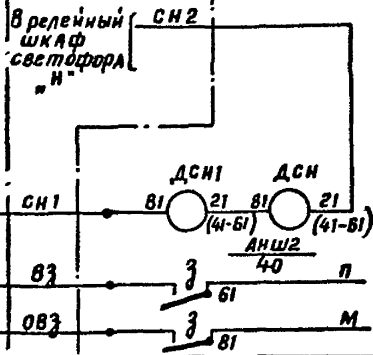 В релейный
шкаф
светофора
„Н"
СН2
ДСН1 ДСН
СН1 81 21 81 21
(41-61) (41-61)
АНШ2
40
ВЗ З П
61
ОВЗ З М
81